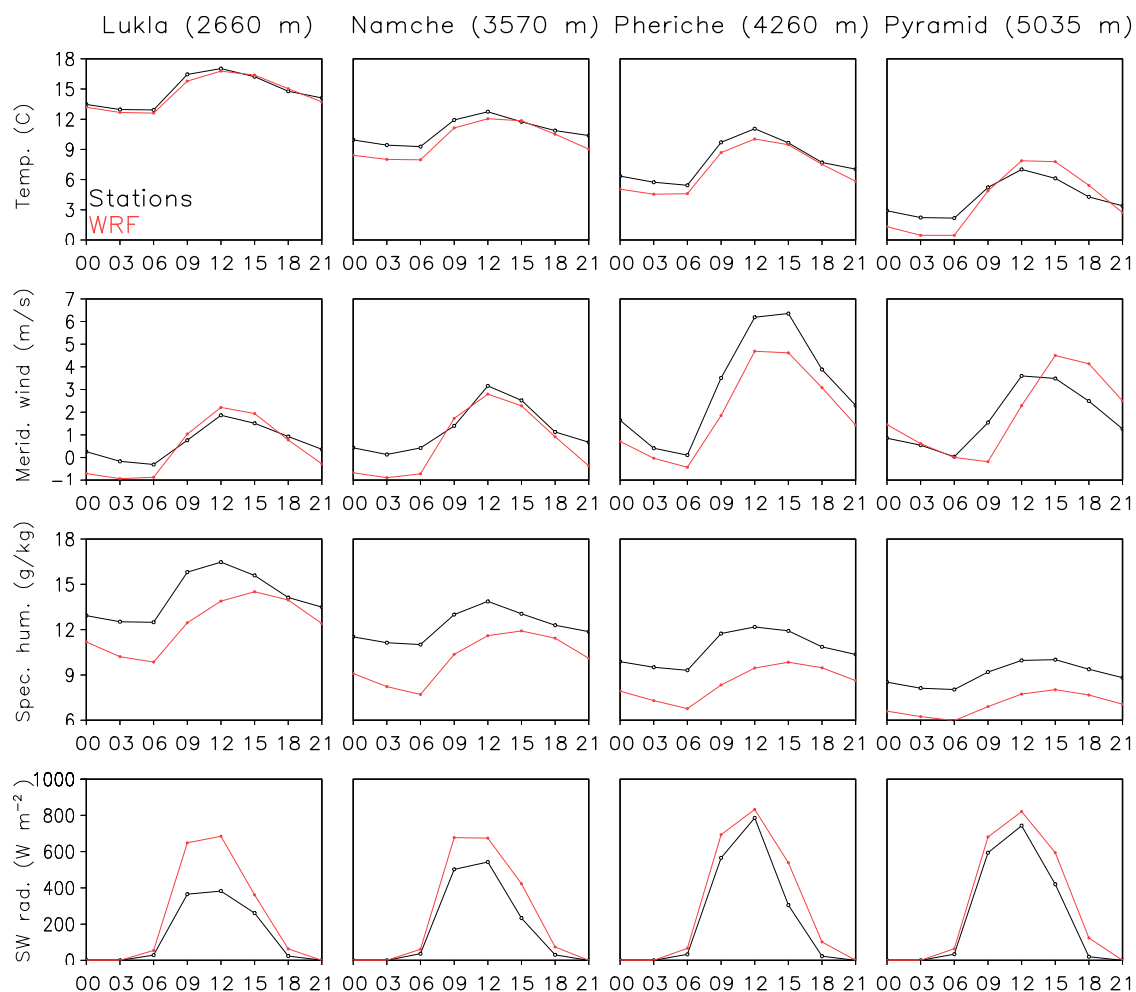 Lukla (2660 m) Namche (3570 m) Pheriche (4260 m) Pyramid (5035 m)
Temp. (C)
18
15
12
9
6
3
0
Stations
WRF
00 03 06 09 12 15 18 21 00 03 06 09 12 15 18 21 00 03 06 09 12 15 18 21 00 03 06 09 12 15 18 21
Merid. wind (m/s)
7
6
5
4
3
2
1
0
−1
00 03 06 09 12 15 18 21 00 03 06 09 12 15 18 21 00 03 06 09 12 15 18 21 00 03 06 09 12 15 18 21
Spec. hum. (g/kg)
18
15
12
9
6
00 03 06 09 12 15 18 21 00 03 06 09 12 15 18 21 00 03 06 09 12 15 18 21 00 03 06 09 12 15 18 21
SW rad. (W m⁻²)
1000
800
600
400
200
0
00 03 06 09 12 15 18 21 00 03 06 09 12 15 18 21 00 03 06 09 12 15 18 21 00 03 06 09 12 15 18 21